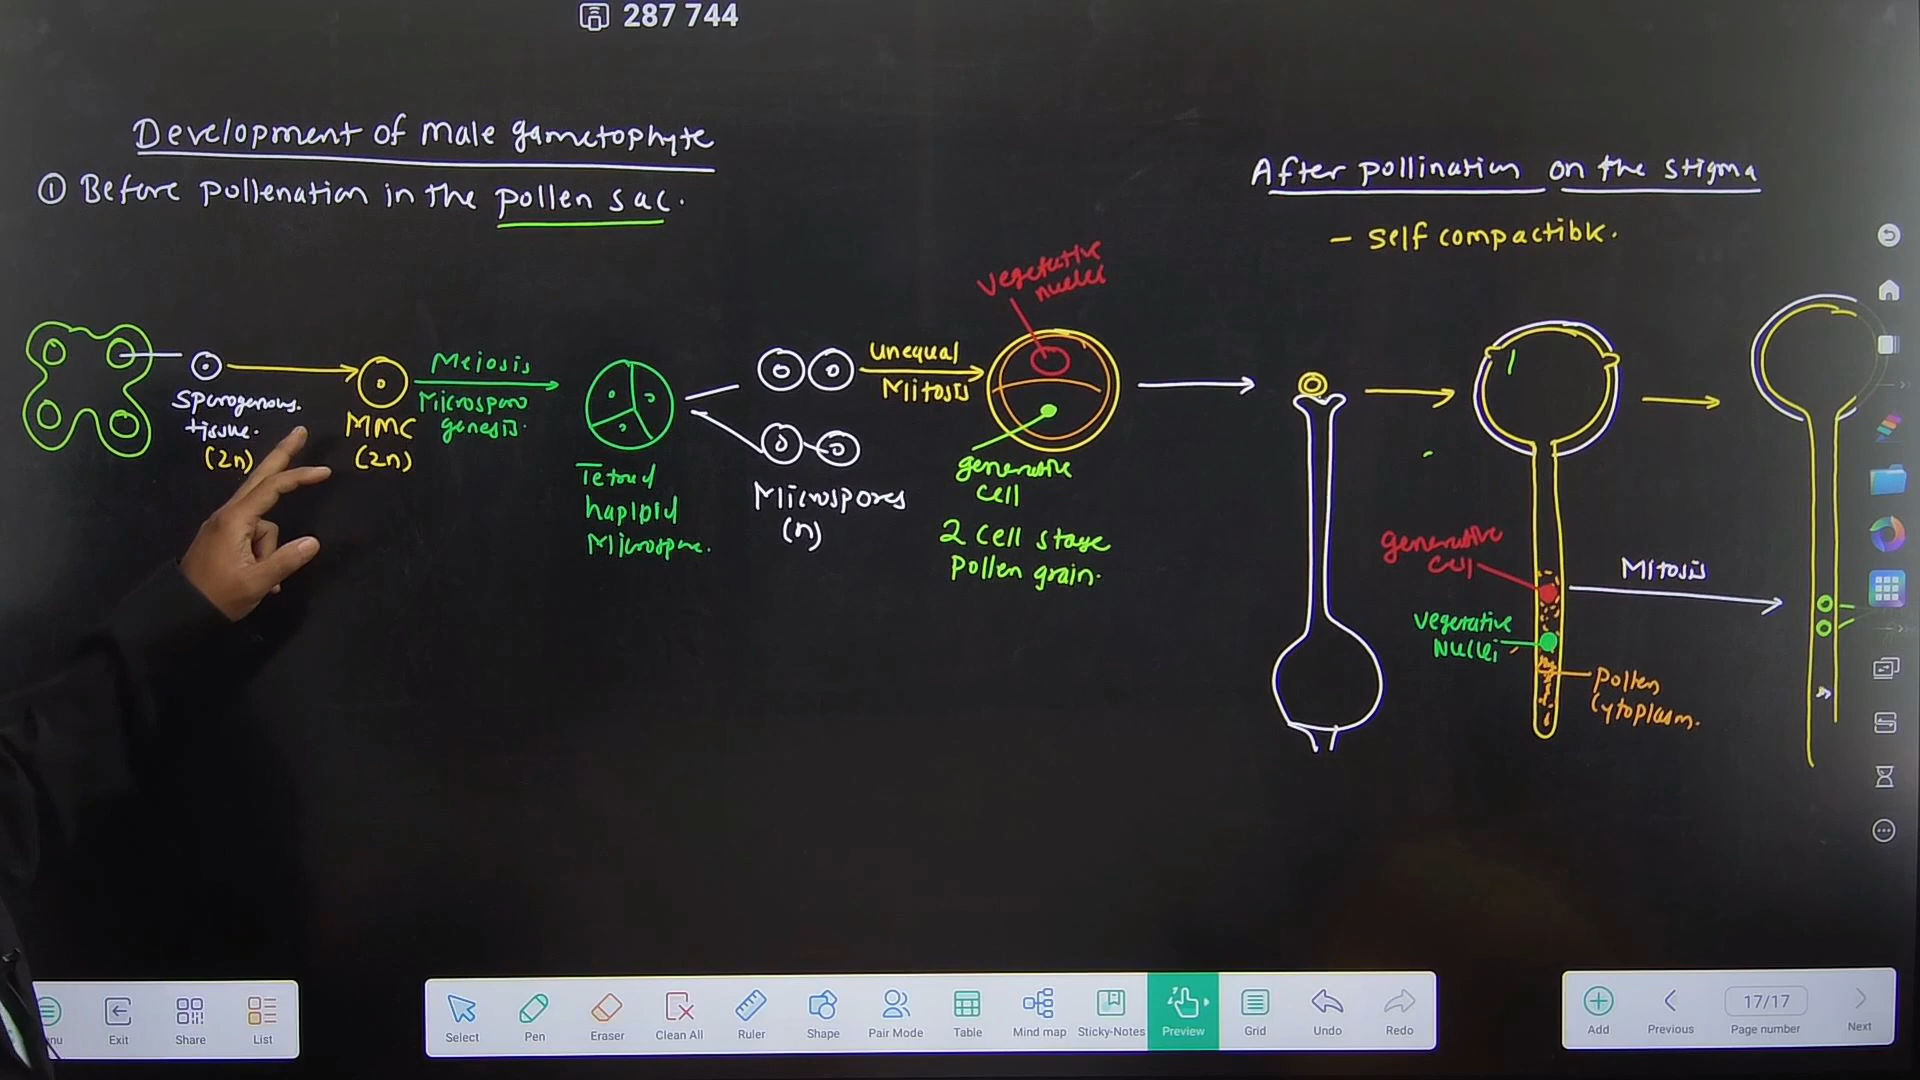 287 744
Development of male gametophyte
① Before pollenation in the pollen sac.
After pollination on the stigma
- self compactible.
Vegetative
nuclei
Sporogenous
tissue.
(2n)
MMC
(2n)
Meiosis
Microsporo
genesis.
Tetrad
haploid
Microspore.
Microspores
(n)
unequal
Mitosis
generative
cell
2 cell stage
pollen grain.
generative
cell
Vegetative
Nuclei
Mitosis
pollen
cytoplasm.
Exit
Share
List
Select
Pen
Eraser
Clean All
Ruler
Shape
Pair Mode
Table
Mind map
Sticky-Notes
Preview
Grid
Undo
Redo
Add
Previous
17/17
Page number
Next